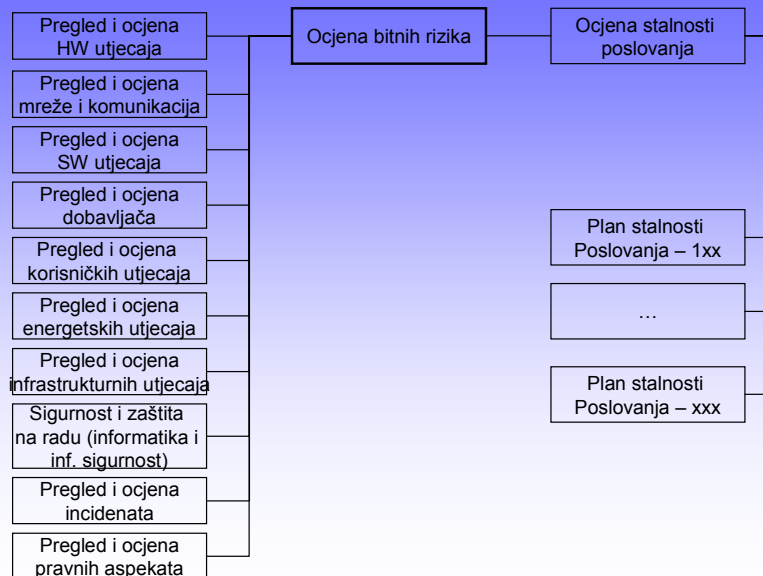 Pregled i ocjena
HW utjecaja
Pregled i ocjena
mreže i komunikacija
Pregled i ocjena
SW utjecaja
Pregled i ocjena
dobavljača
Pregled i ocjena
korisničkih utjecaja
Pregled i ocjena
energetskih utjecaja
Pregled i ocjena
infrastrukturnih utjecaja
Sigurnost i zaštita
na radu (informatika i
inf. sigurnost)
Pregled i ocjena
incidenata
Pregled i ocjena
pravnih aspekata
Ocjena bitnih rizika
Ocjena stalnosti
poslovanja
Plan stalnosti
Poslovanja – 1xx
…
Plan stalnosti
Poslovanja – xxx